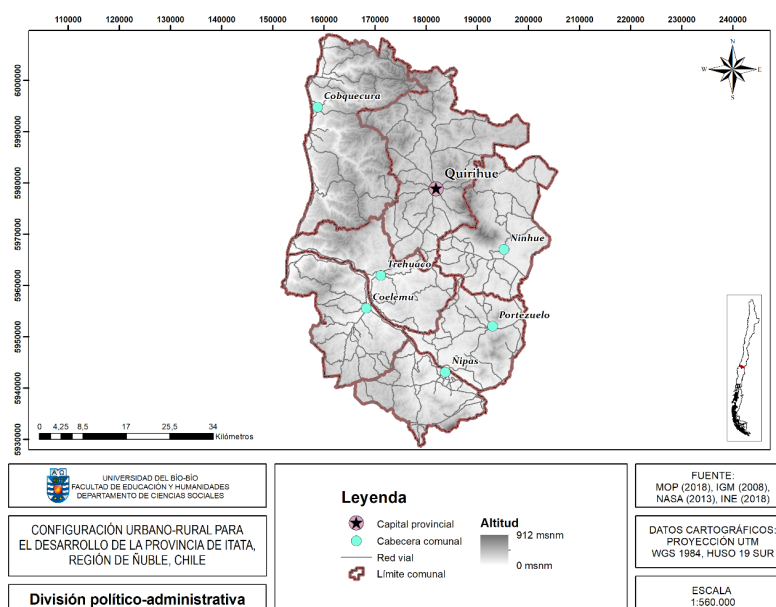 150000 160000 170000 180000 190000 200000 210000 220000 230000 240000
6000000
5990000
5980000
5970000
5960000
5950000
5940000
5930000
N
W E
S
Cobquecura
Quirihue
Ninhue
Trehuaco
Coelemu
Portezuelo
Ñipas
0 4,25 8,5 17 25,5 34
Kilómetros
UNIVERSIDAD DEL BÍO-BÍO
FACULTAD DE EDUCACIÓN Y HUMANIDADES
DEPARTAMENTO DE CIENCIAS SOCIALES
CONFIGURACIÓN URBANO-RURAL PARA
EL DESARROLLO DE LA PROVINCIA DE ITATA,
REGIÓN DE ÑUBLE, CHILE
División político-administrativa
Leyenda
Capital provincial
Cabecera comunal
Red vial
Límite comunal
Altitud
912 msnm
0 msnm
FUENTE:
MOP (2018), IGM (2008),
NASA (2013), INE (2018)
DATOS CARTOGRÁFICOS:
PROYECCIÓN UTM
WGS 1984, HUSO 19 SUR
ESCALA
1:560.000